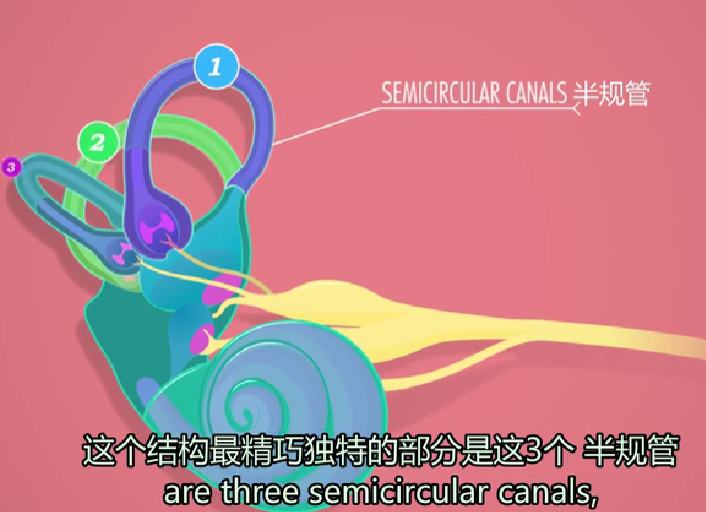 1
SEMICIRCULAR CANALS 半规管
2
3
这个结构最精巧独特的部分是这3个 半规管
are three semicircular canals,